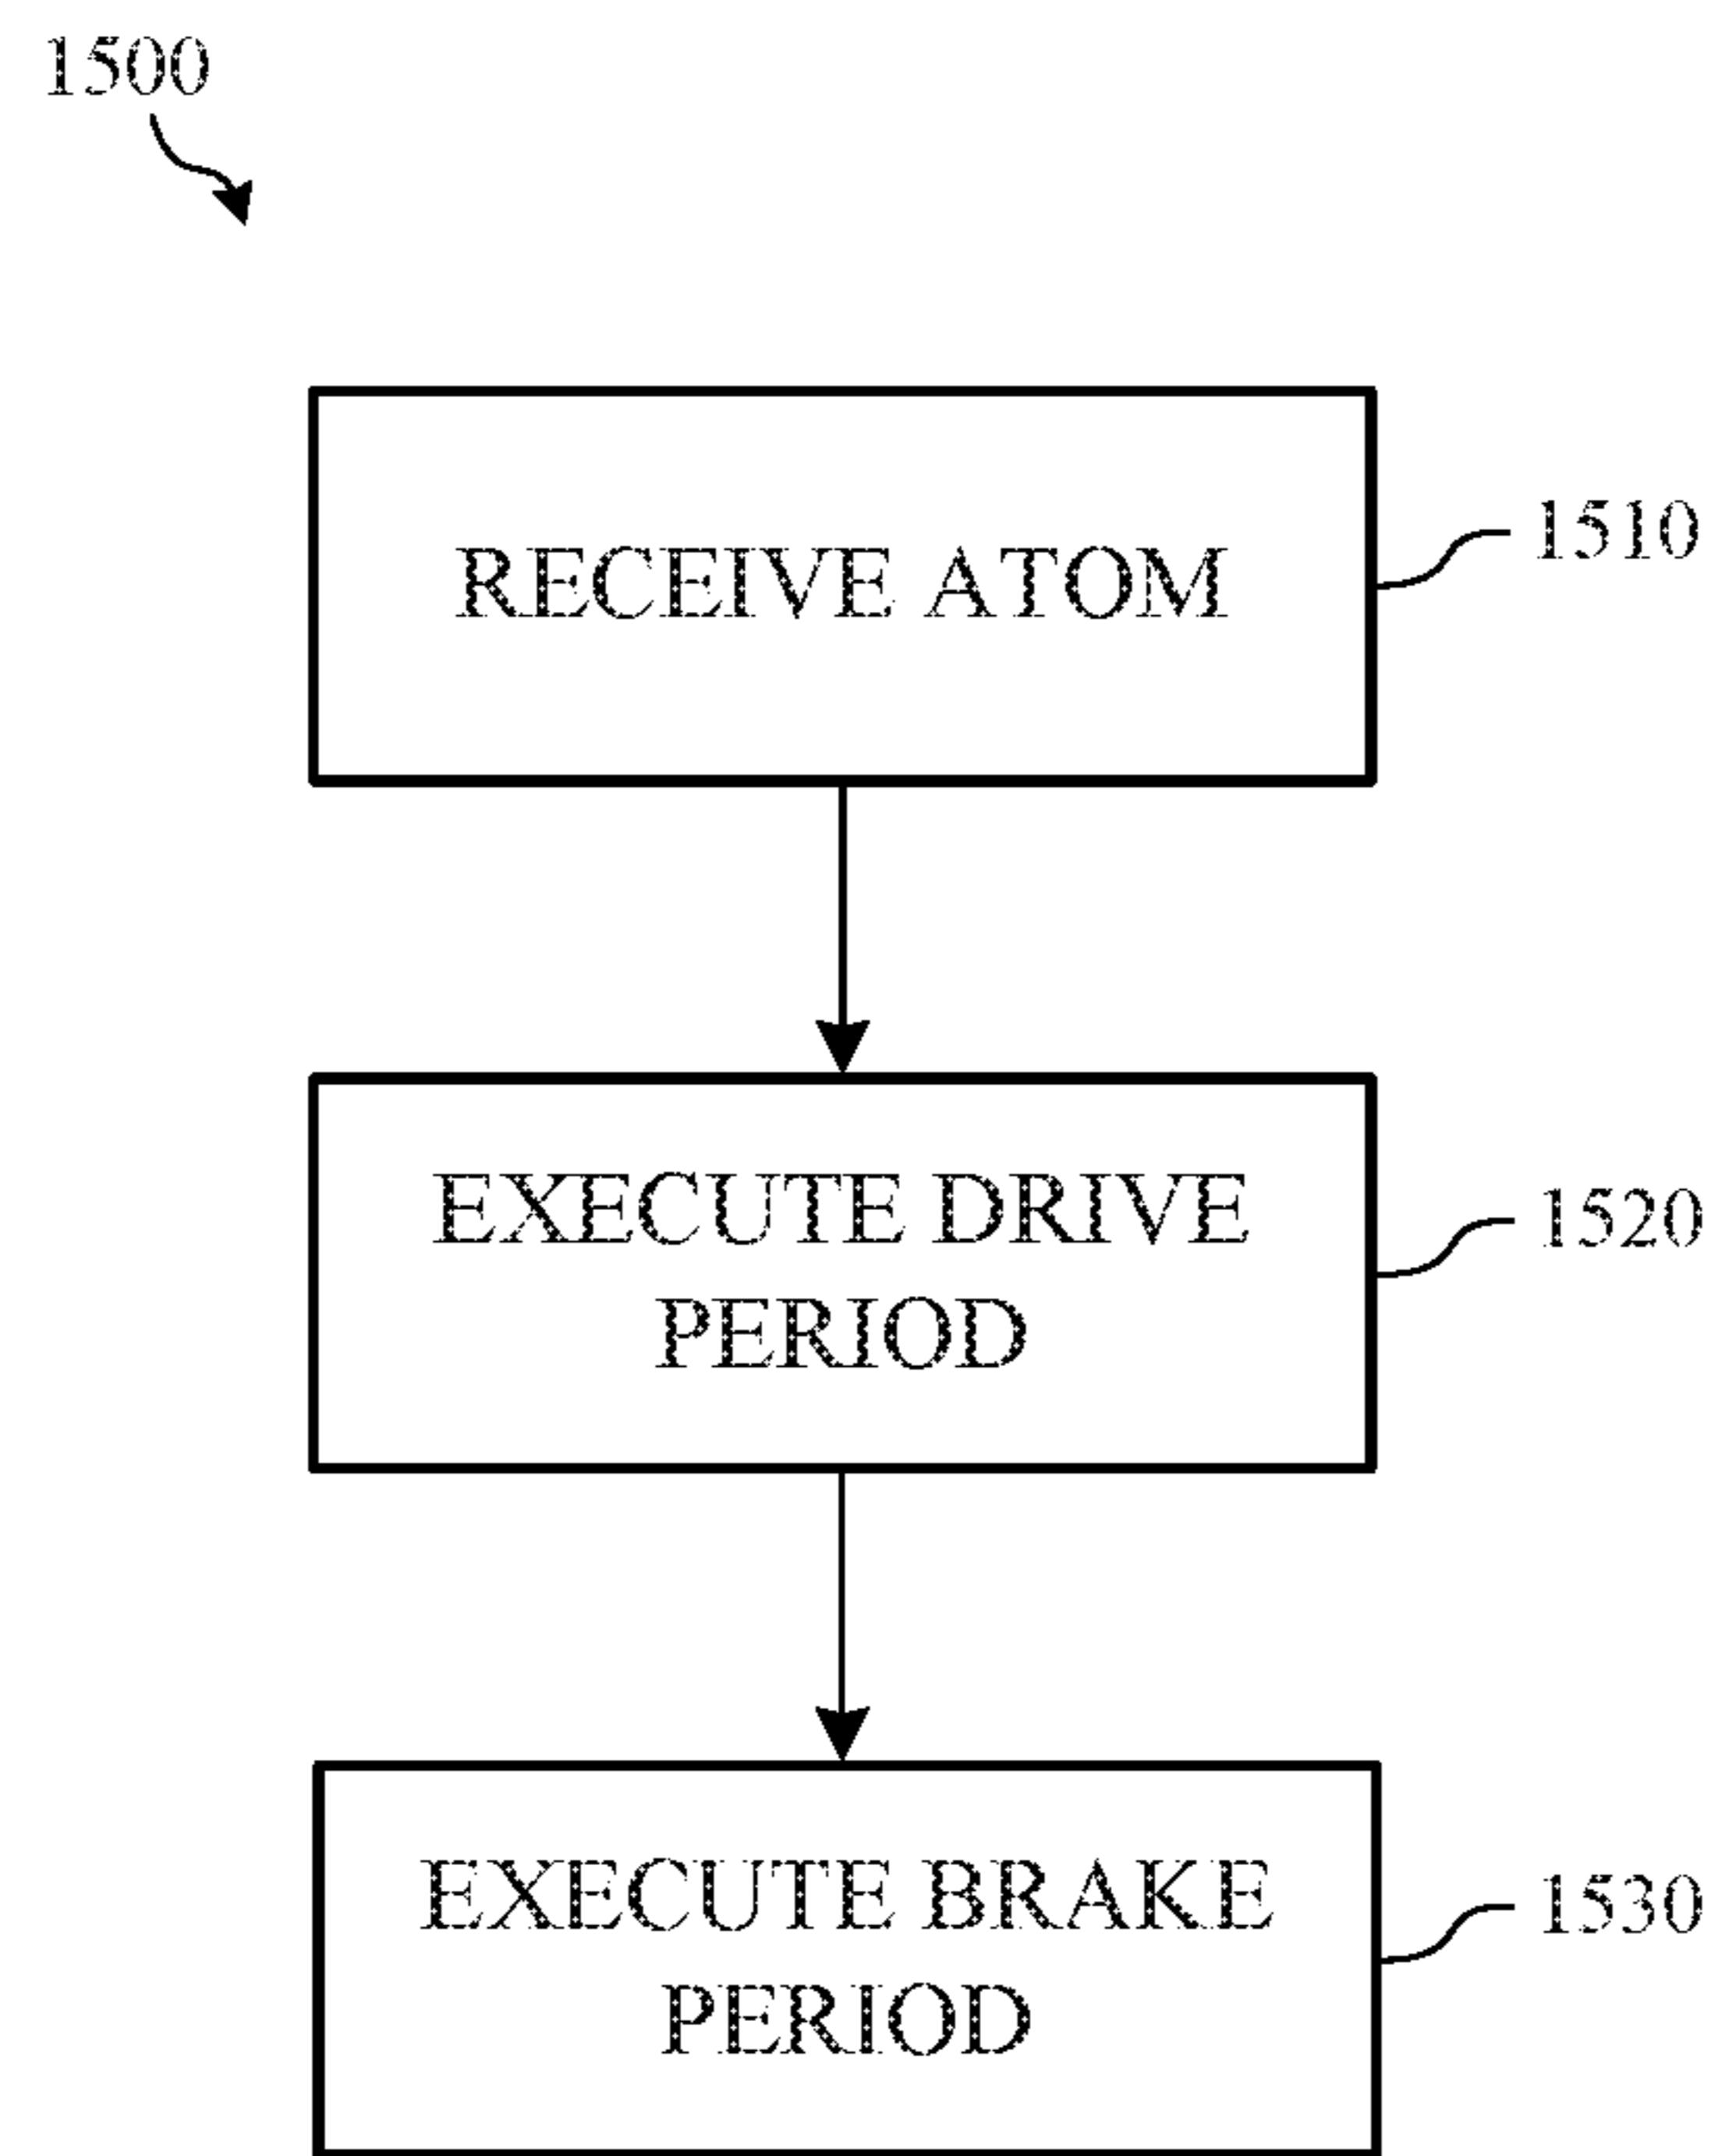 1500
RECEIVE ATOM
1510
EXECUTE DRIVE
PERIOD
1520
EXECUTE BRAKE
PERIOD
1530